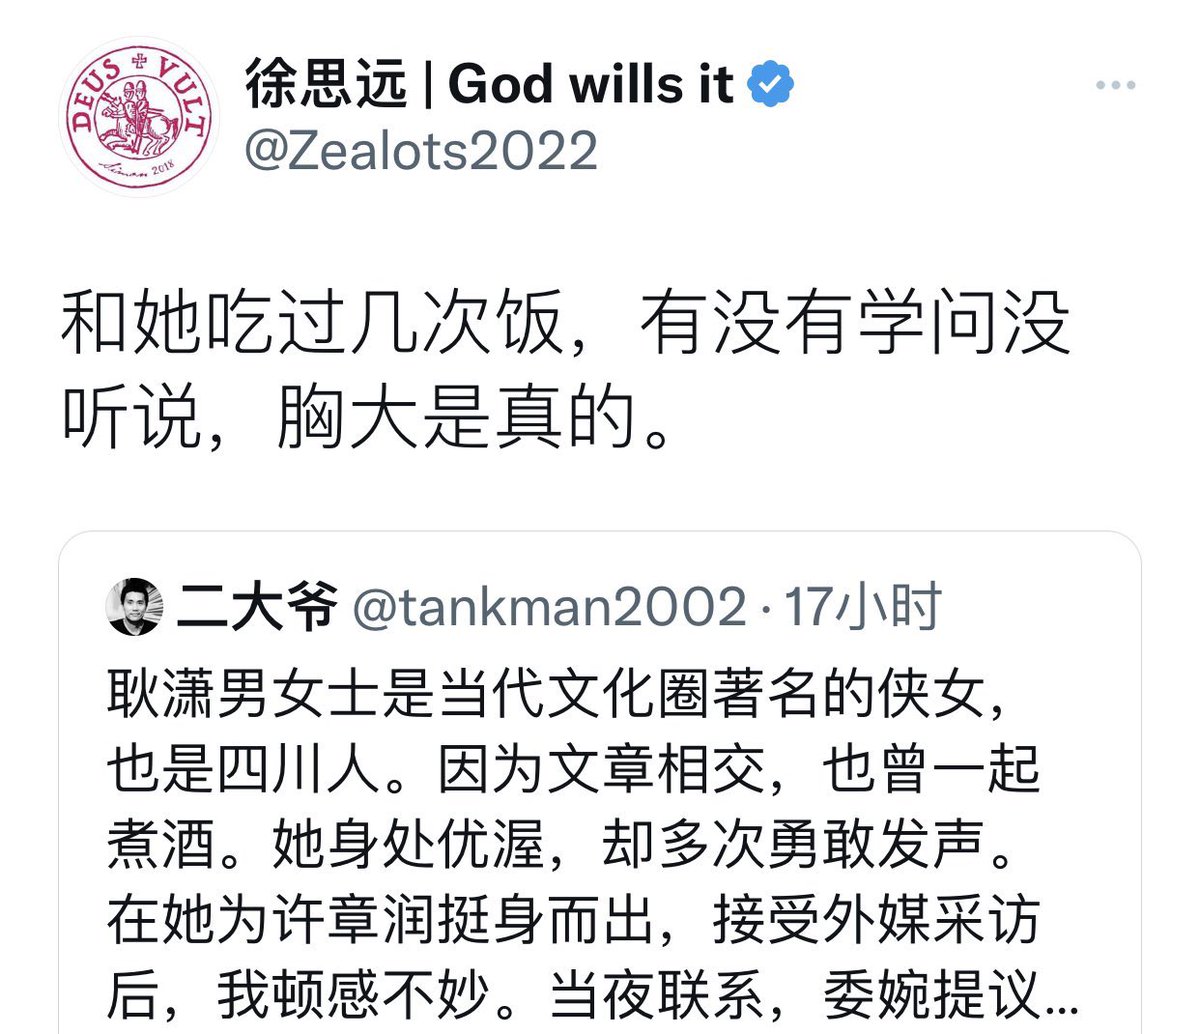 DEUS VULT
2018
徐思远 | God wills it
@Zealots2022
和她吃过几次饭，有没有学问没
听说，胸大是真的。
二大爷 @tankman2002 · 17小时
耿潇男女士是当代文化圈著名的侠女，
也是四川人。因为文章相交，也曾一起
煮酒。她身处优渥，却多次勇敢发声。
在她为许章润挺身而出，接受外媒采访
后，我顿感不妙。当夜联系，委婉提议...